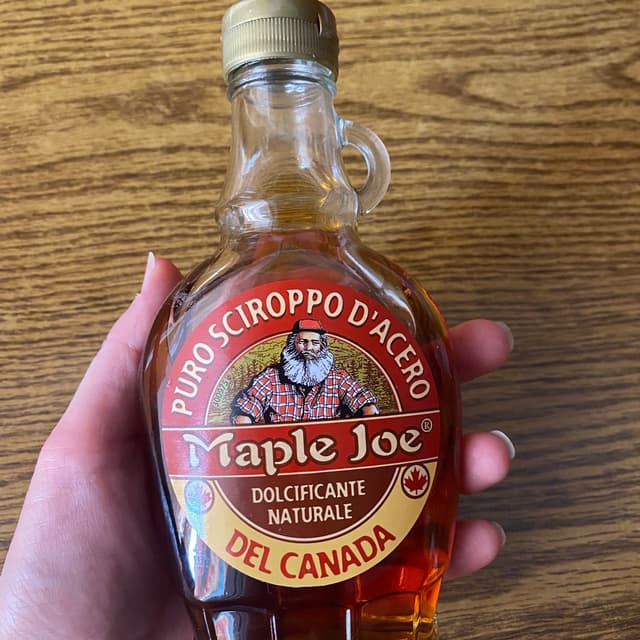 PURO SCIROPPO D'ACERO
Maple Joe®
DOLCIFICANTE
NATURALE
DEL CANADA